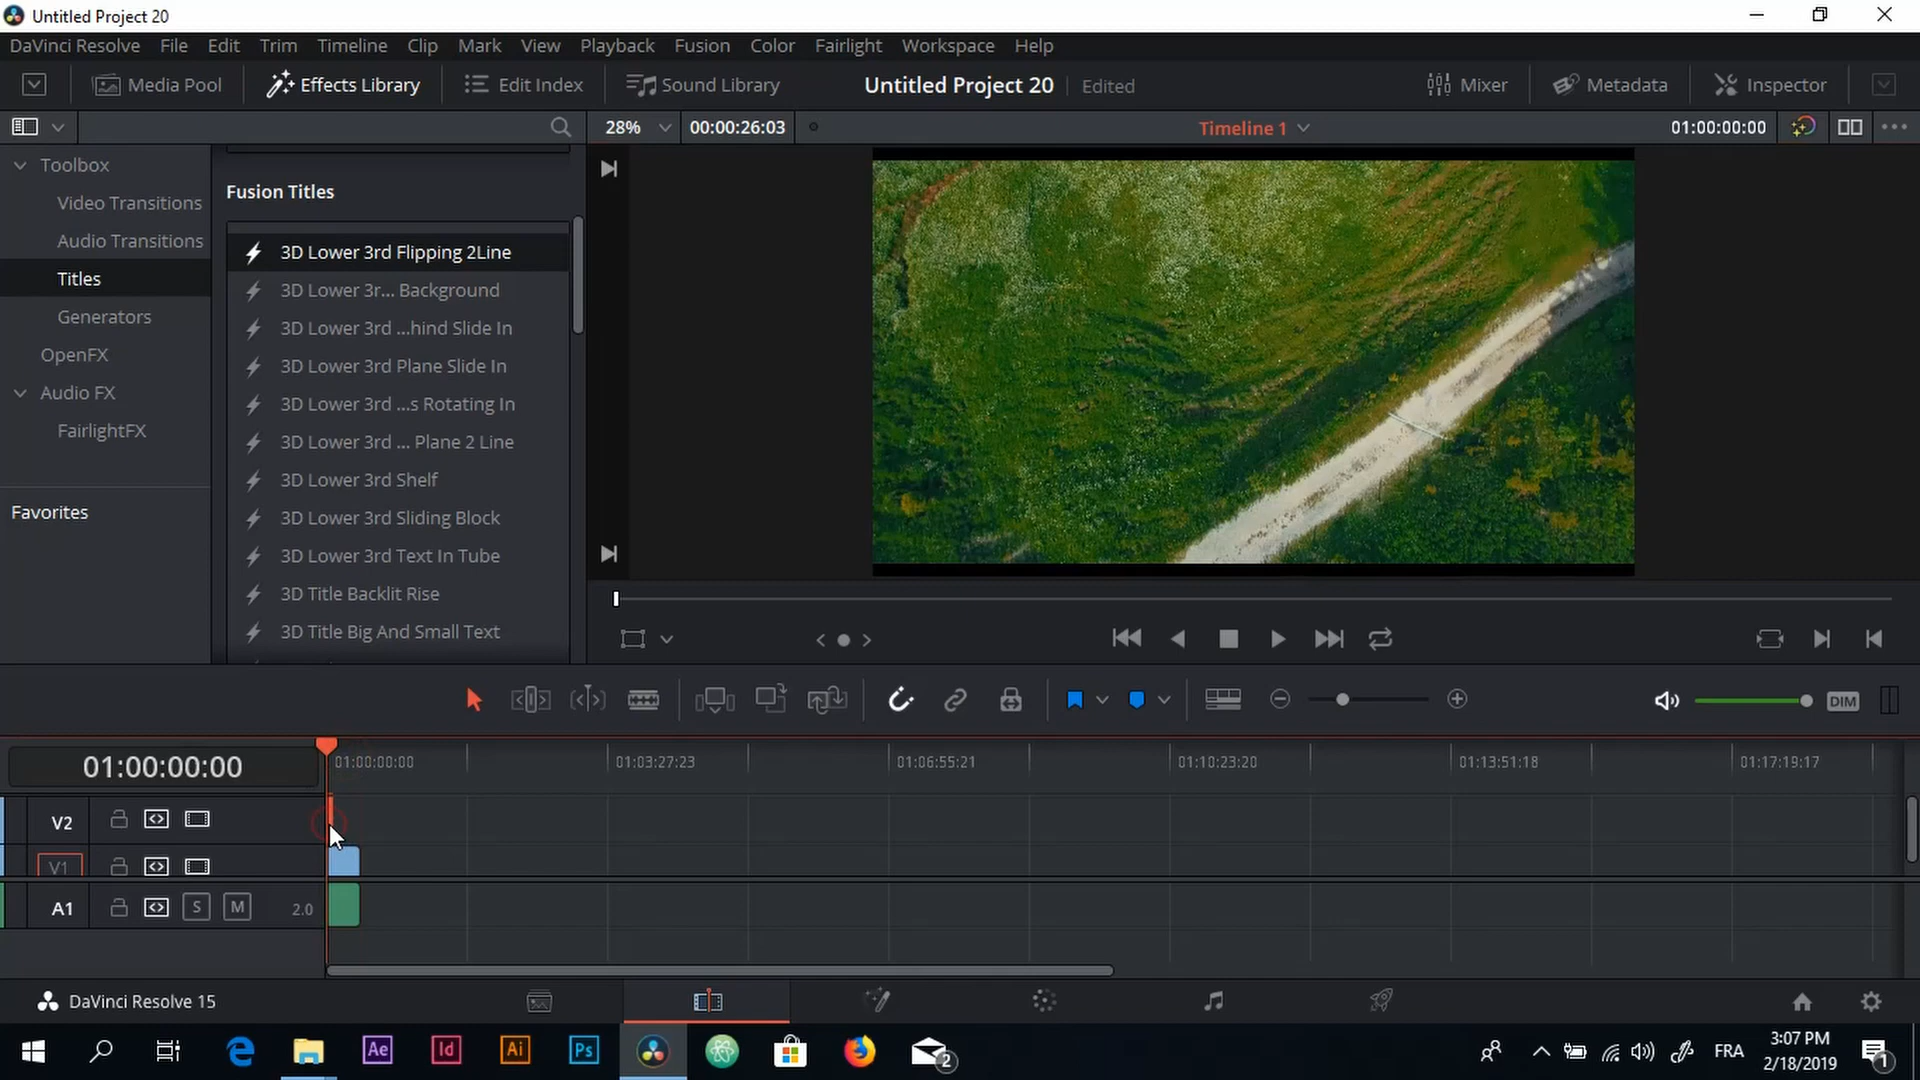 Untitled Project 20
DaVinci Resolve File Edit Trim Timeline Clip Mark View Playback Fusion Color Fairlight Workspace Help
Media Pool Effects Library Edit Index Sound Library Untitled Project 20 Edited Mixer Metadata Inspector
28% 00:00:26:03 Timeline 1 01:00:00:00
Toolbox
Video Transitions
Audio Transitions
Titles
Generators
OpenFX
Audio FX
FairlightFX
Favorites
Fusion Titles
3D Lower 3rd Flipping 2Line
3D Lower 3r... Background
3D Lower 3rd ...hind Slide In
3D Lower 3rd Plane Slide In
3D Lower 3rd ...s Rotating In
3D Lower 3rd ... Plane 2 Line
3D Lower 3rd Shelf
3D Lower 3rd Sliding Block
3D Lower 3rd Text In Tube
3D Title Backlit Rise
3D Title Big And Small Text
DIM
01:00:00:00 01:00:00:00 01:03:27:23 01:06:55:21 01:10:23:20 01:13:51:18 01:17:19:17
V2
V1
A1 S M 2.0
DaVinci Resolve 15
Ae Id Ai Ps 2 FRA 3:07 PM
2/18/2019 1